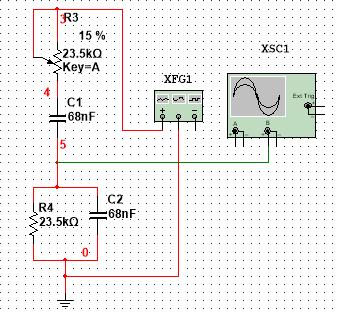 3
R3
15 %
23.5kΩ
Key=A
4
C1
68nF
5
XFG1
XSC1
Ext Trig
A
B
R4
23.5kΩ
C2
68nF
0